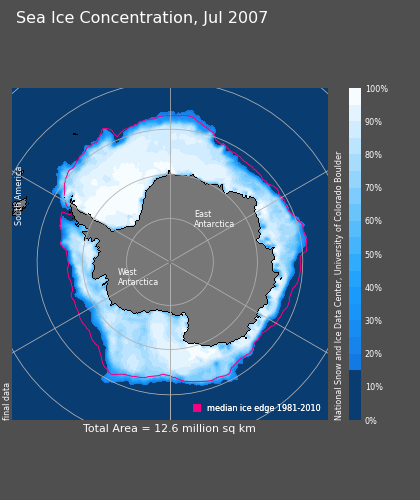 Sea Ice Concentration, Jul 2007
100%
90%
80%
70%
60%
50%
40%
30%
20%
10%
0%
South America
East
Antarctica
West
Antarctica
National Snow and Ice Data Center, University of Colorado Boulder
final data
median ice edge 1981-2010
Total Area = 12.6 million sq km